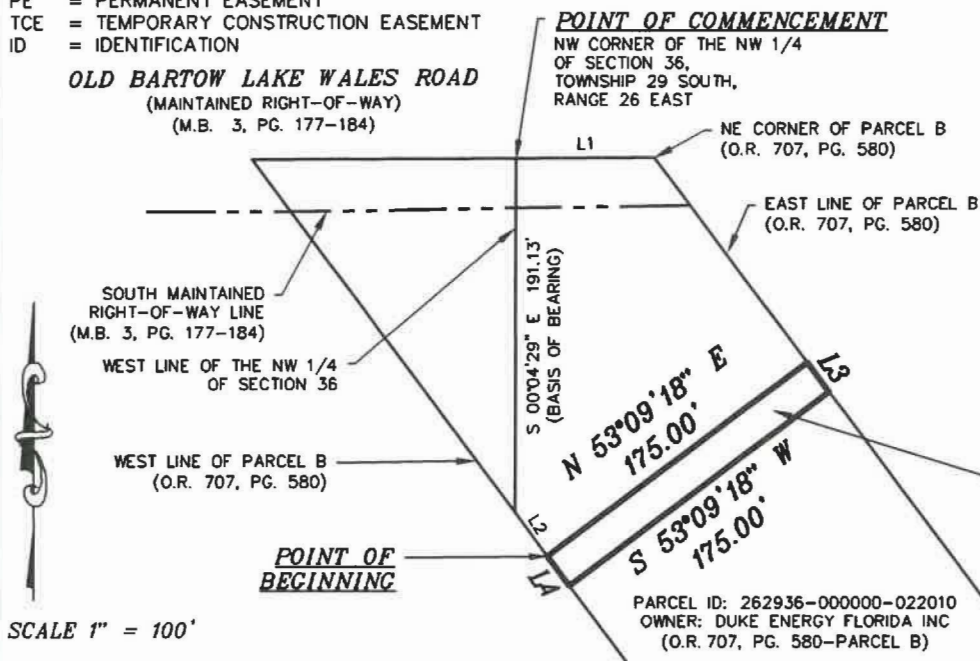 PE = PERMANENT EASEMENT
TCE = TEMPORARY CONSTRUCTION EASEMENT
ID = IDENTIFICATION
OLD BARTOW LAKE WALES ROAD
(MAINTAINED RIGHT-OF-WAY)
(M.B. 3, PG. 177-184)
POINT OF COMMENCEMENT
NW CORNER OF THE NW 1/4
OF SECTION 36,
TOWNSHIP 29 SOUTH,
RANGE 26 EAST
L1
NE CORNER OF PARCEL B
(O.R. 707, PG. 580)
EAST LINE OF PARCEL B
(O.R. 707, PG. 580)
SOUTH MAINTAINED
RIGHT-OF-WAY LINE
(M.B. 3, PG. 177-184)
WEST LINE OF THE NW 1/4
OF SECTION 36
S 00°04'29" E 191.13'
(BASIS OF BEARING)
WEST LINE OF PARCEL B
(O.R. 707, PG. 580)
N 53°09'18" E
175.00'
L3
S 53°09'18" W
175.00'
L2
POINT OF
BEGINNING
L4
PARCEL ID: 262936-000000-022010
OWNER: DUKE ENERGY FLORIDA INC
(O.R. 707, PG. 580-PARCEL B)
SCALE 1" = 100'